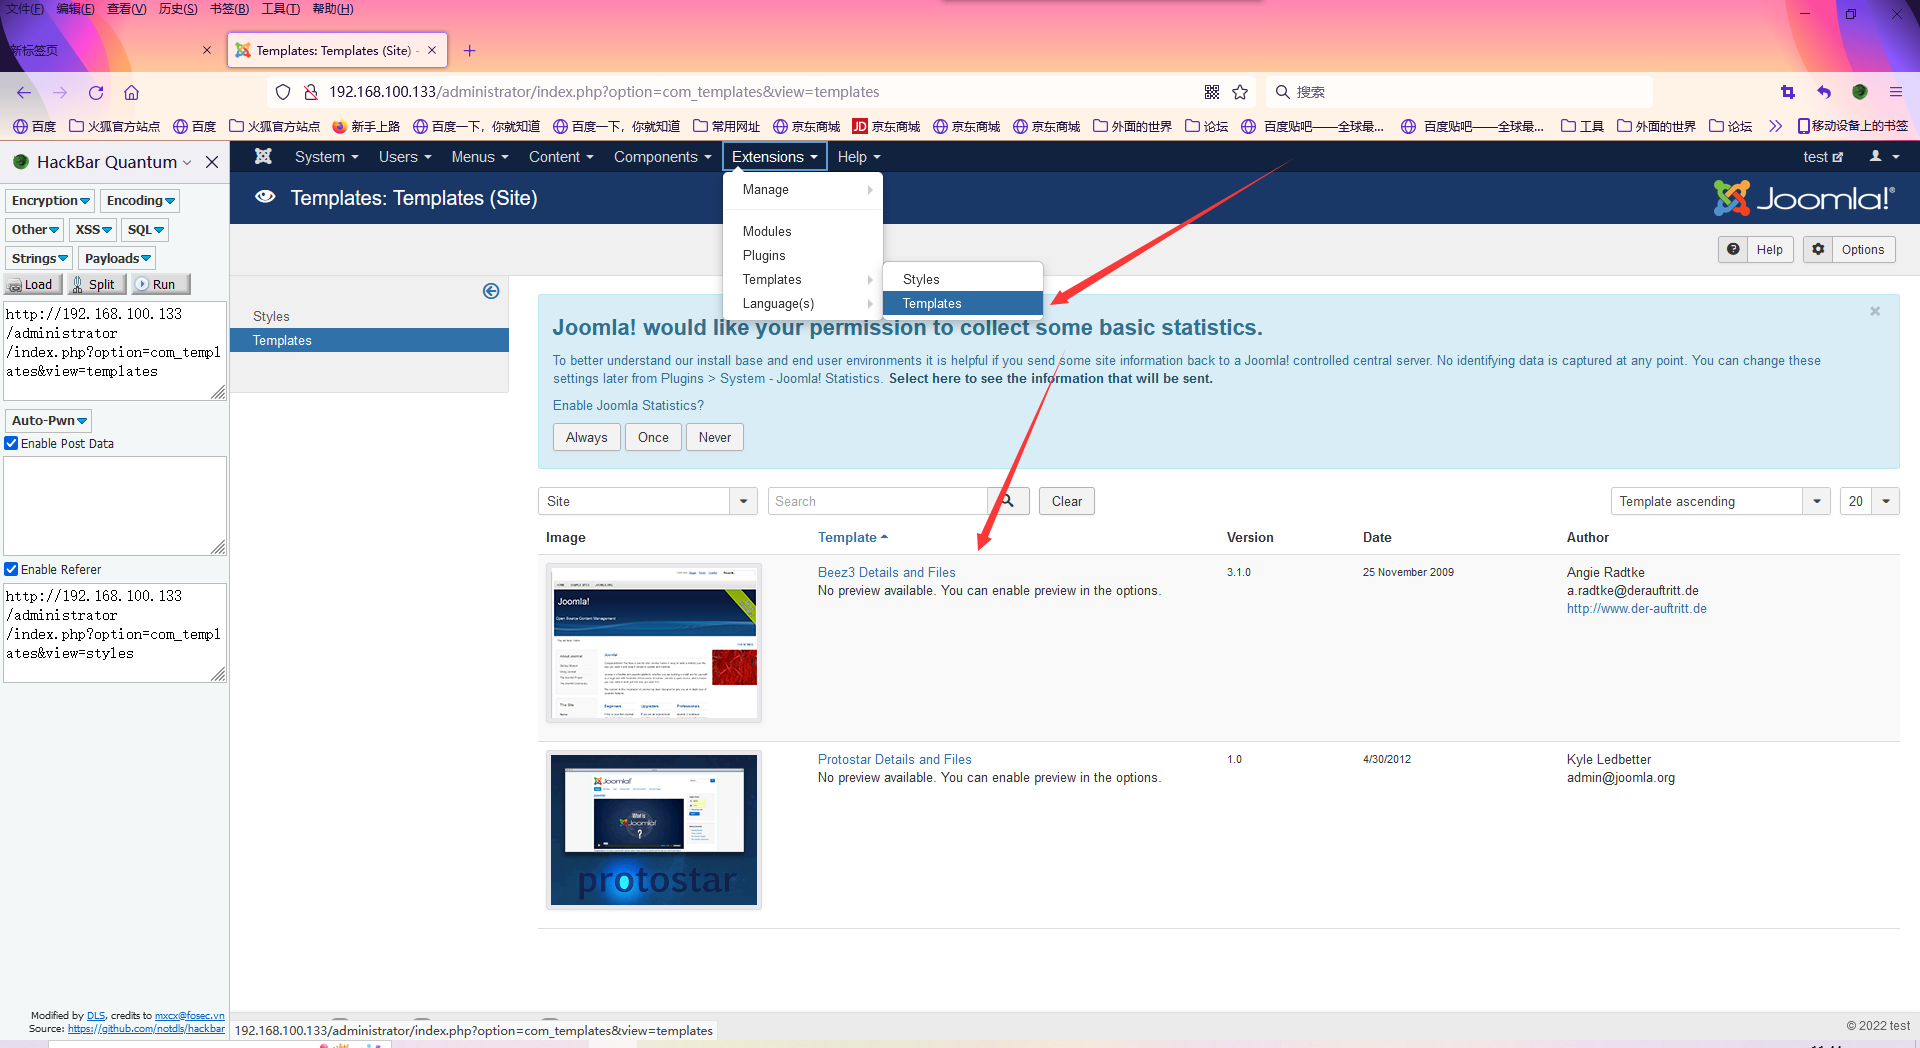 文件(F) 编辑(E) 查看(V) 历史(S) 书签(B) 工具(T) 帮助(H)
新标签页
Templates: Templates (Site) -
192.168.100.133/administrator/index.php?option=com_templates&view=templates
搜索
百度 火狐官方站点 百度 火狐官方站点 新手上路 百度一下，你就知道 百度一下，你就知道 常用网址 京东商城 JD 京东商城 京东商城 京东商城 外面的世界 论坛 百度贴吧——全球最... 百度贴吧——全球最... 工具 外面的世界 论坛 移动设备上的书签
HackBar Quantum
Encryption Encoding
Other XSS SQL
Strings Payloads
Load Split Run
http://192.168.100.133
/administrator
/index.php?option=com_templ
ates&view=templates
Auto-Pwn
Enable Post Data
Enable Referer
http://192.168.100.133
/administrator
/index.php?option=com_templ
ates&view=styles
Modified by DLS, credits to mxcx@fosec.vn
Source: https://github.com/notdls/hackbar
System Users Menus Content Components Extensions Help
test
Templates: Templates (Site)
Joomla!®
Manage
Modules
Plugins
Templates
Language(s)
Styles
Templates
Help
Options
Styles
Templates
Joomla! would like your permission to collect some basic statistics.
To better understand our install base and end user environments it is helpful if you send some site information back to a Joomla! controlled central server. No identifying data is captured at any point. You can change these
settings later from Plugins > System - Joomla! Statistics. Select here to see the information that will be sent.
Enable Joomla Statistics?
Always Once Never
Site
Search
Clear
Template ascending
20
Image Template Version Date Author
Beez3 Details and Files 3.1.0 25 November 2009 Angie Radtke
No preview available. You can enable preview in the options. a.radtke@derauftritt.de
http://www.der-auftritt.de
Joomla!
Open Source Content Management
Protostar Details and Files 1.0 4/30/2012 Kyle Ledbetter
No preview available. You can enable preview in the options. admin@joomla.org
Joomla!
What is
Joomla!
?
protostar
192.168.100.133/administrator/index.php?option=com_templates&view=templates
© 2022 test